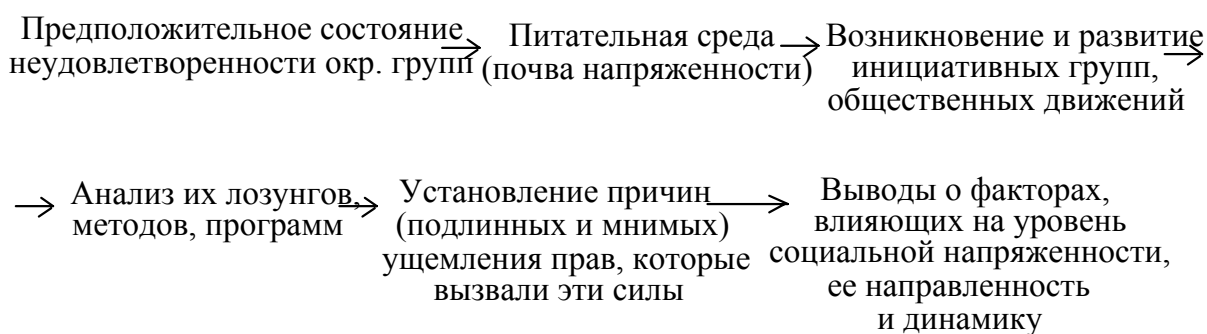 Предположительное состояние
неудовлетворенности окр. групп
Питательная среда
(почва напряженности)
Возникновение и развитие
инициативных групп,
общественных движений
Анализ их лозунгов,
методов, программ
Установление причин
(подлинных и мнимых)
ущемления прав, которые
вызвали эти силы
Выводы о факторах,
влияющих на уровень
социальной напряженности,
ее направленность
и динамику